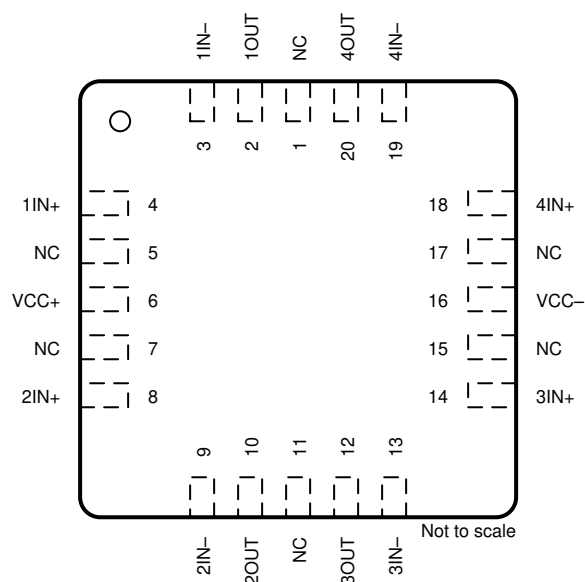 1IN–
1OUT
NC
4OUT
4IN–
3
2
1
20
19
1IN+ 4 18 4IN+
NC 5 17 NC
VCC+ 6 16 VCC–
NC 7 15 NC
2IN+ 8 14 3IN+
9
10
11
12
13
2IN–
2OUT
NC
3OUT
3IN–
Not to scale